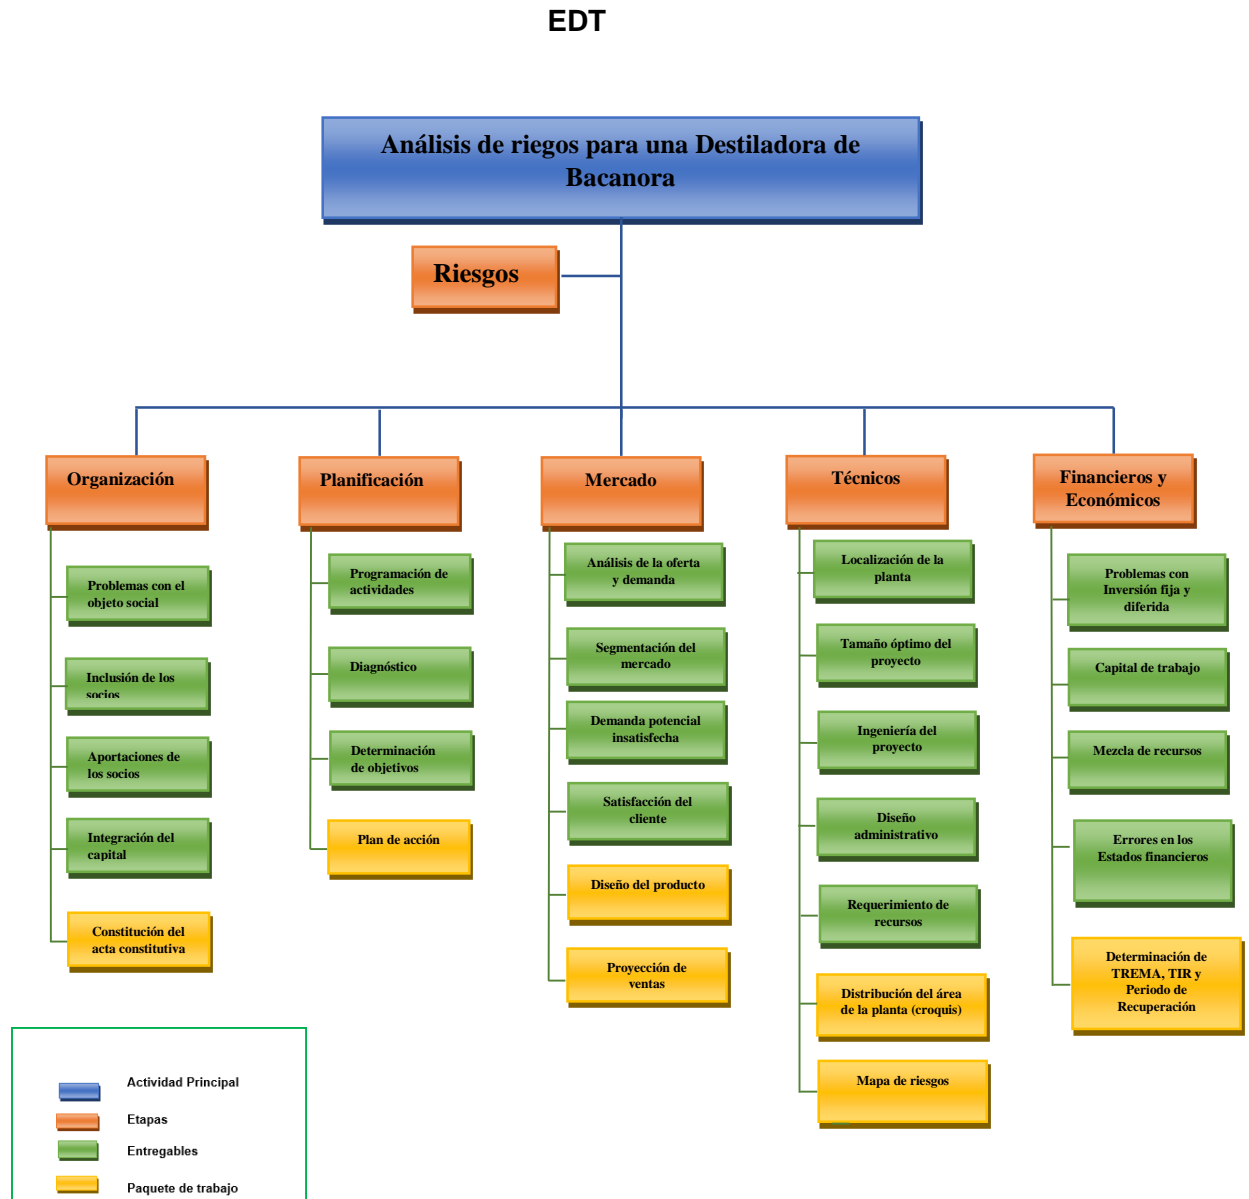 EDT
Análisis de riegos para una Destiladora de
Bacanora
Riesgos
Organización
Problemas con el
objeto social
Inclusión de los
socios
Aportaciones de
los socios
Integración del
capital
Constitución del
acta constitutiva
Planificación
Programación de
actividades
Diagnóstico
Determinación
de objetivos
Plan de acción
Mercado
Análisis de la oferta
y demanda
Segmentación del
mercado
Demanda potencial
insatisfecha
Satisfacción del
cliente
Diseño del producto
Proyección de
ventas
Técnicos
Localización de la
planta
Tamaño óptimo del
proyecto
Ingeniería del
proyecto
Diseño
administrativo
Requerimiento de
recursos
Distribución del área
de la planta (croquis)
Mapa de riesgos
Financieros y
Económicos
Problemas con
Inversión fija y
diferida
Capital de trabajo
Mezcla de recursos
Errores en los
Estados financieros
Determinación de
TREMA, TIR y
Periodo de
Recuperación
Actividad Principal
Etapas
Entregables
Paquete de trabajo